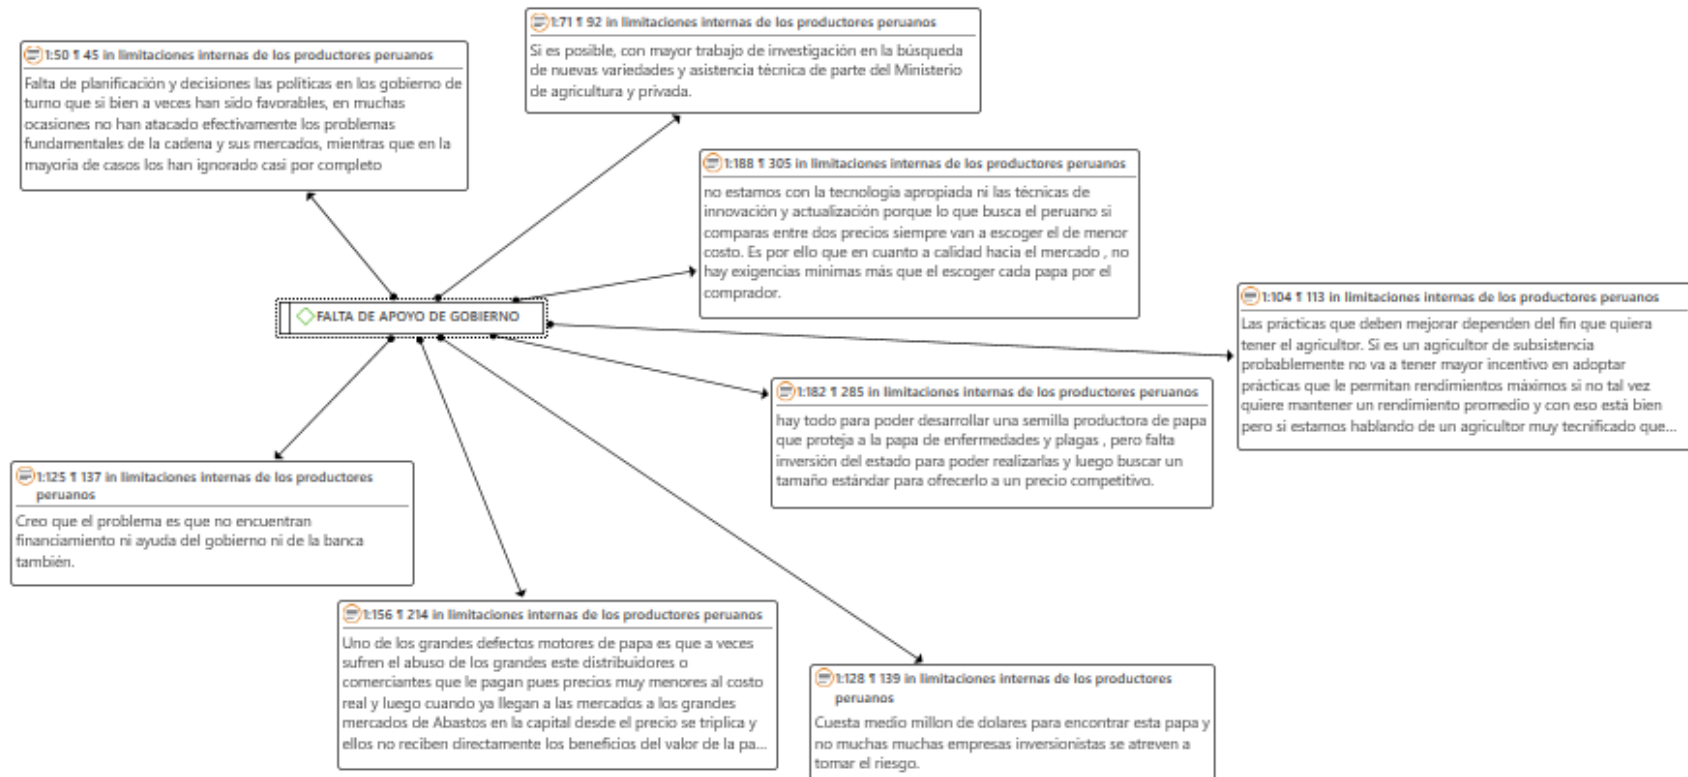 1:71 ¶ 92 in limitaciones internas de los productores peruanos
Si es posible, con mayor trabajo de investigación en la búsqueda
de nuevas variedades y asistencia técnica de parte del Ministerio
de agricultura y privada.
1:50 ¶ 45 in limitaciones internas de los productores peruanos
Falta de planificación y decisiones las políticas en los gobierno de
turno que si bien a veces han sido favorables, en muchas
ocasiones no han atacado efectivamente los problemas
fundamentales de la cadena y sus mercados, mientras que en la
mayoria de casos los han ignorado casi por completo
1:188 ¶ 305 in limitaciones internas de los productores peruanos
no estamos con la tecnología apropiada ni las técnicas de
innovación y actualización porque lo que busca el peruano si
comparas entre dos precios siempre van a escoger el de menor
costo. Es por ello que en cuanto a calidad hacia el mercado , no
hay exigencias minimas más que el escoger cada papa por el
comprador.
FALTA DE APOYO DE GOBIERNO
1:104 ¶ 113 in limitaciones internas de los productores peruanos
Las prácticas que deben mejorar dependen del fin que quiera
tener el agricultor. Si es un agricultor de subsistencia
probablemente no va a tener mayor incentivo en adoptar
prácticas que le permitan rendimientos máximos si no tal vez
quiere mantener un rendimiento promedio y con eso está bien
pero si estamos hablando de un agricultor muy tecnificado que...
1:182 ¶ 285 in limitaciones internas de los productores peruanos
hay todo para poder desarrollar una semilla productora de papa
que proteja a la papa de enfermedades y plagas , pero falta
inversión del estado para poder realizarlas y luego buscar un
tamaño estándar para ofrecerlo a un precio competitivo.
1:125 ¶ 137 in limitaciones internas de los productores
peruanos
Creo que el problema es que no encuentran
financiamiento ni ayuda del gobierno ni de la banca
también.
1:156 ¶ 214 in limitaciones internas de los productores peruanos
Uno de los grandes defectos motores de papa es que a veces
sufren el abuso de los grandes este distribuidores o
comerciantes que le pagan pues precios muy menores al costo
real y luego cuando ya llegan a las mercados a los grandes
mercados de Abastos en la capital desde el precio se triplica y
ellos no reciben directamente los beneficios del valor de la pa...
1:128 ¶ 139 in limitaciones internas de los productores
peruanos
Cuesta medio millon de dolares para encontrar esta papa y
no muchas muchas empresas inversionistas se atreven a
tomar el riesgo.